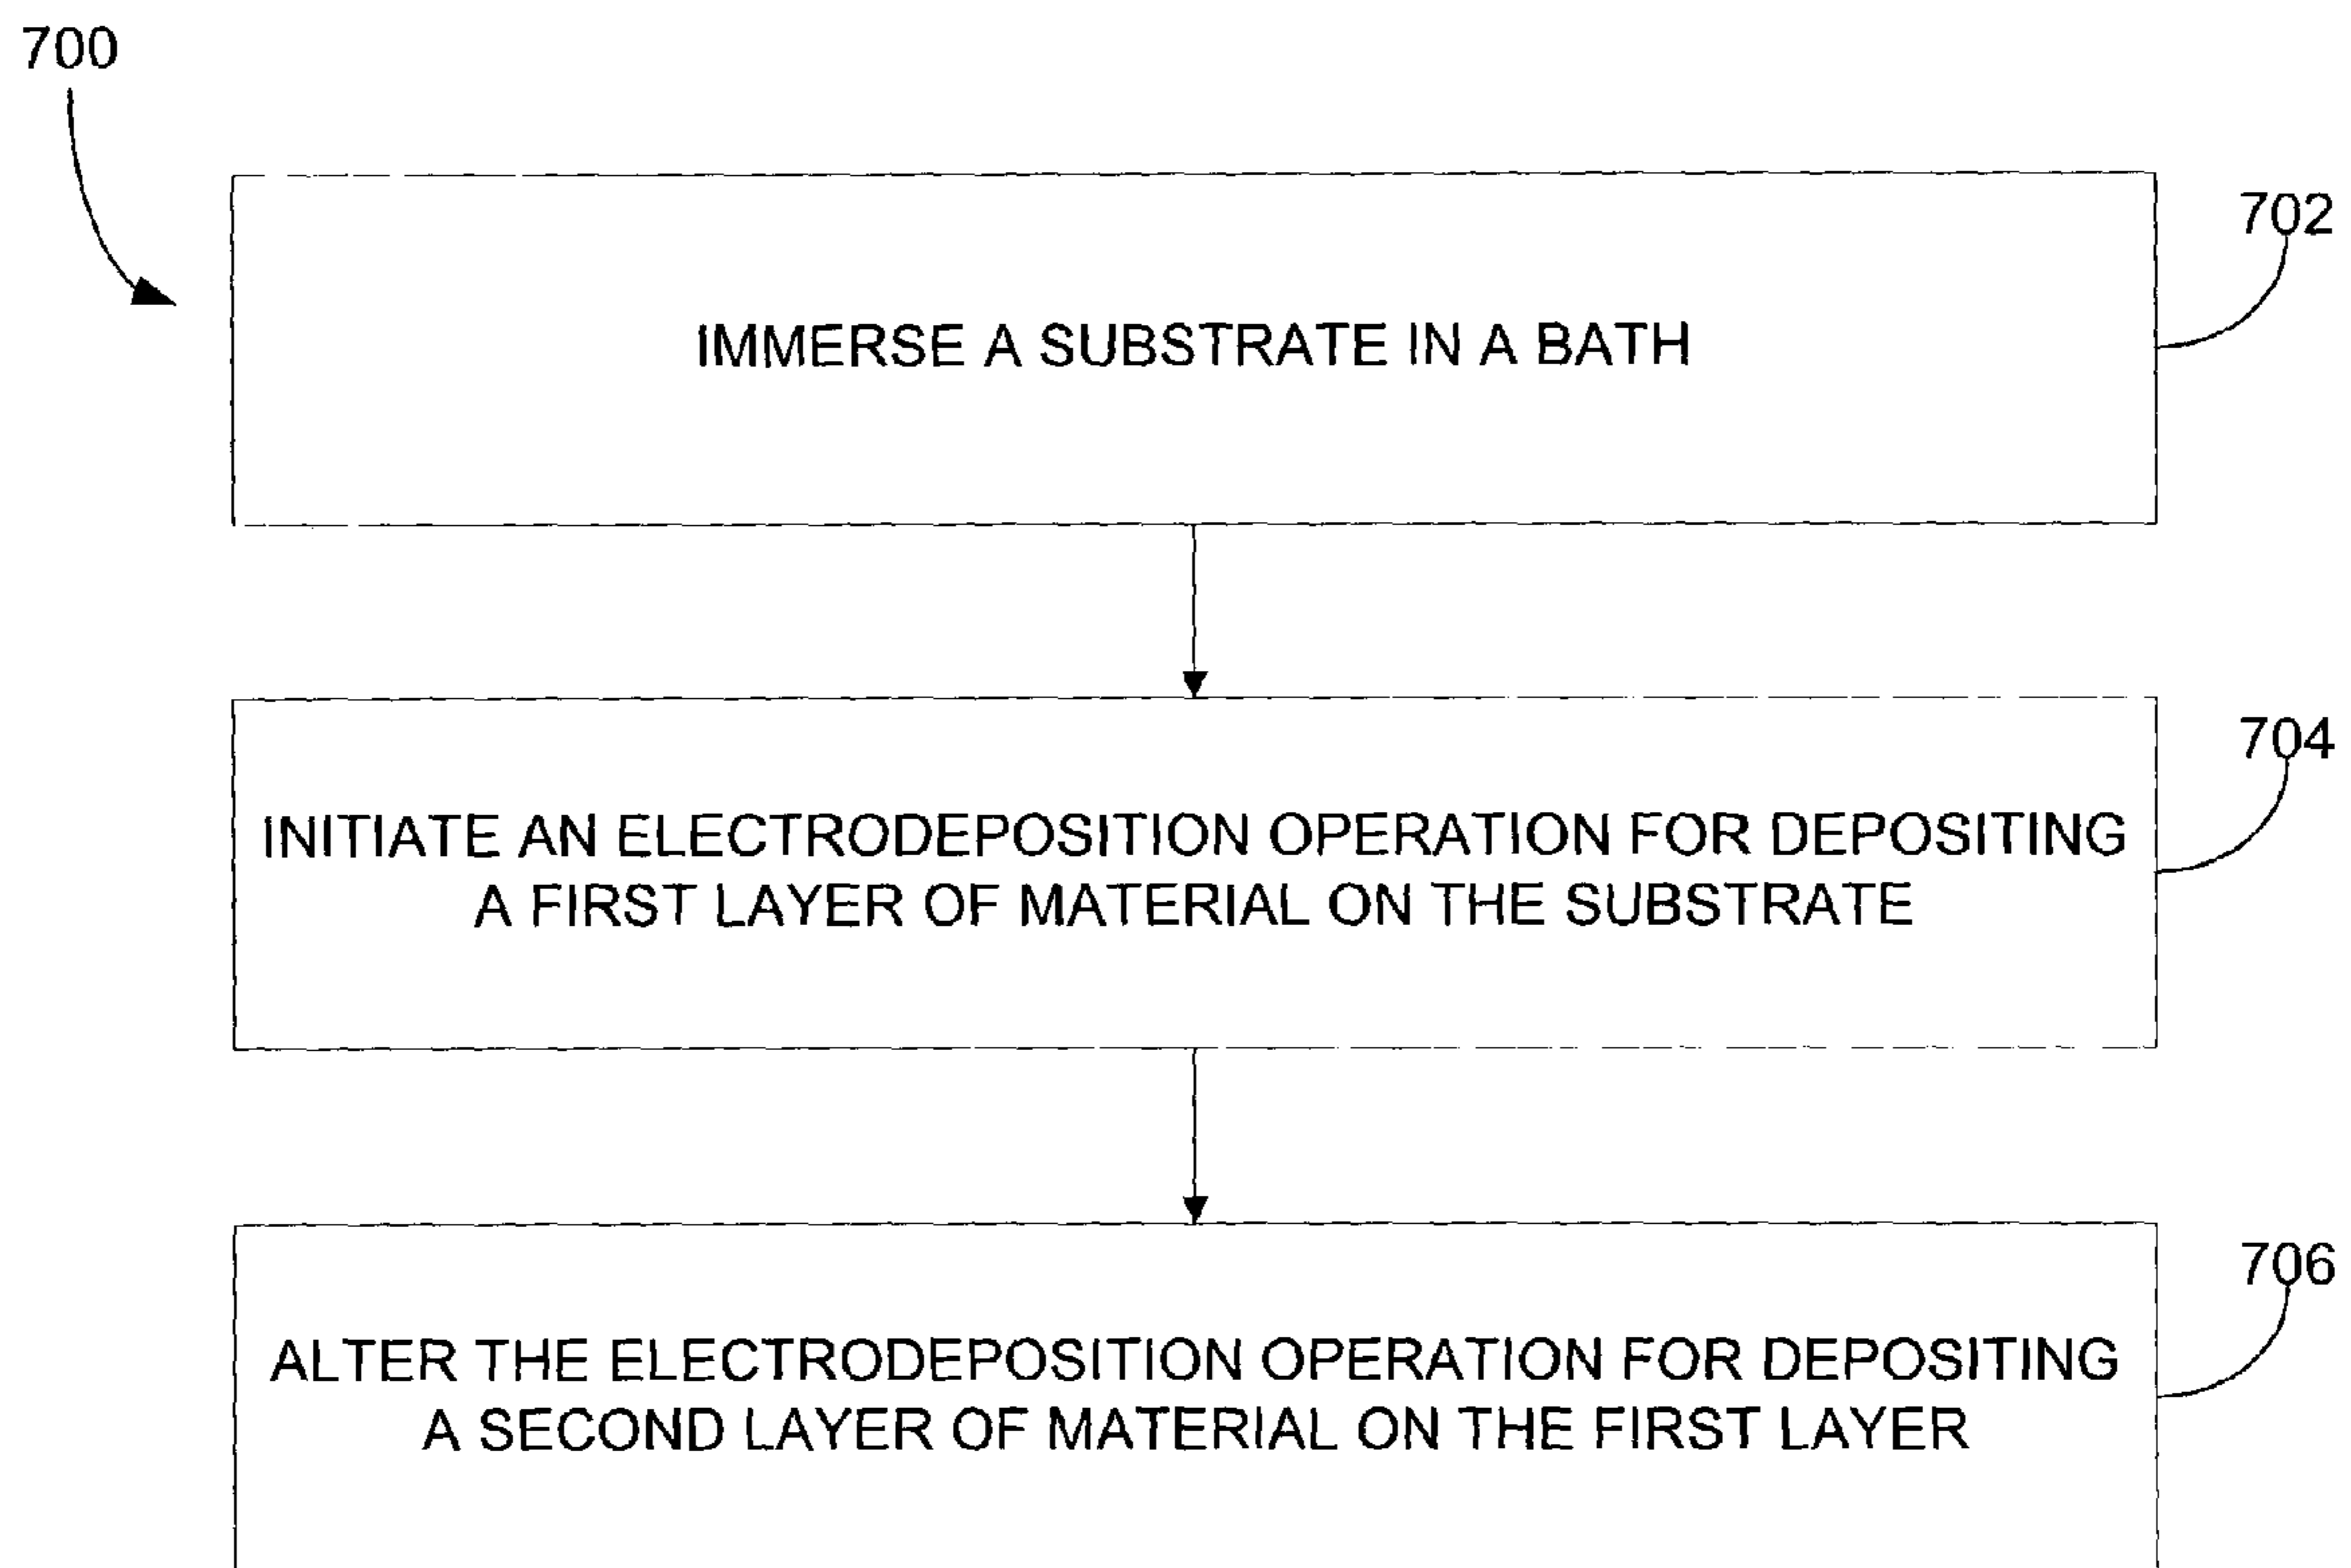 700
702
IMMERSE A SUBSTRATE IN A BATH
704
INITIATE AN ELECTRODEPOSITION OPERATION FOR DEPOSITING
A FIRST LAYER OF MATERIAL ON THE SUBSTRATE
706
ALTER THE ELECTRODEPOSITION OPERATION FOR DEPOSITING
A SECOND LAYER OF MATERIAL ON THE FIRST LAYER